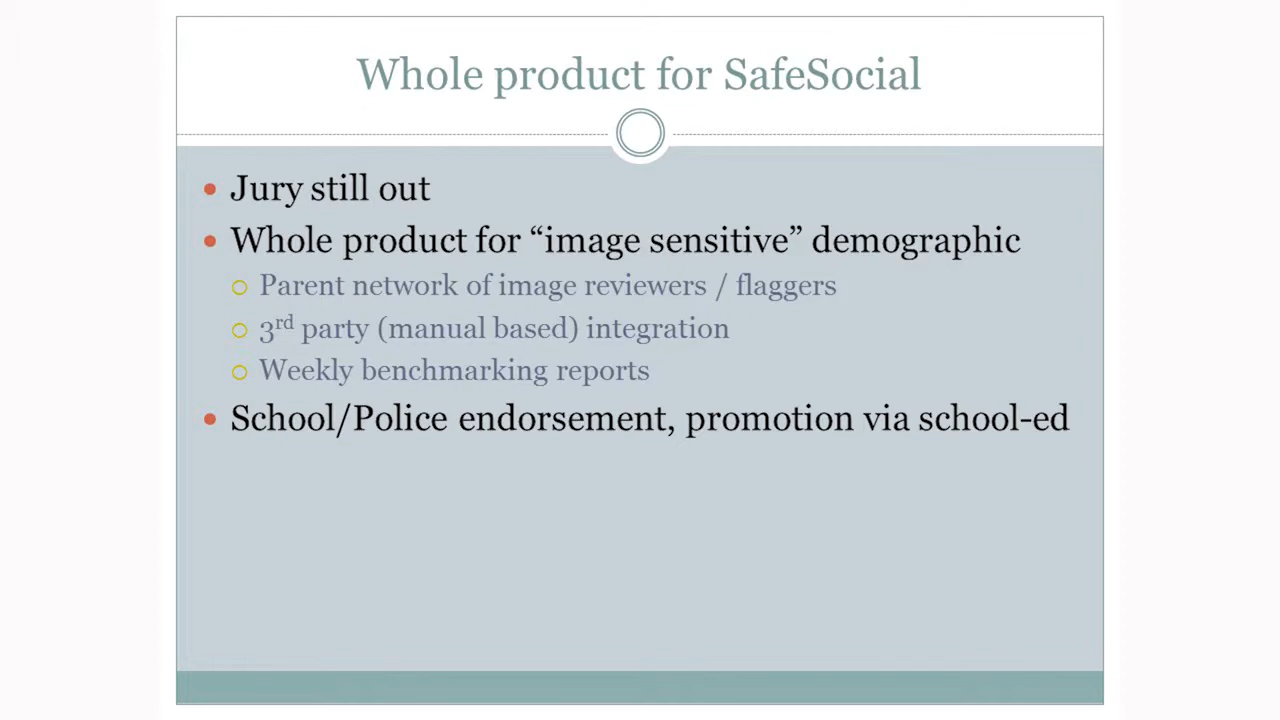 Whole product for SafeSocial
Jury still out
Whole product for “image sensitive” demographic
Parent network of image reviewers / flaggers
3rd party (manual based) integration
Weekly benchmarking reports
School/Police endorsement, promotion via school-ed